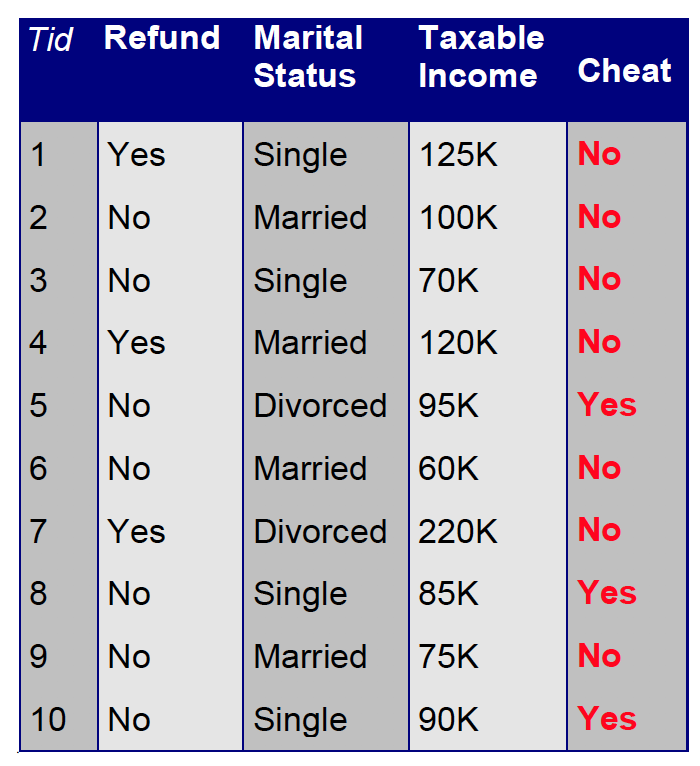 Tid Refund Marital Status Taxable Income Cheat
1 Yes Single 125K No
2 No Married 100K No
3 No Single 70K No
4 Yes Married 120K No
5 No Divorced 95K Yes
6 No Married 60K No
7 Yes Divorced 220K No
8 No Single 85K Yes
9 No Married 75K No
10 No Single 90K Yes